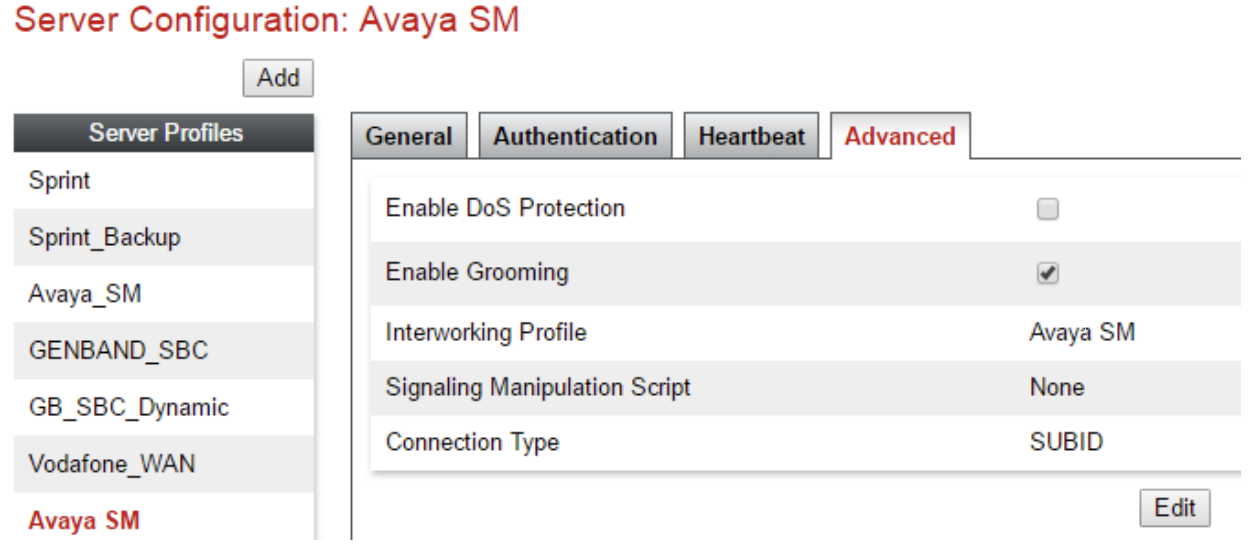 Server Configuration: Avaya SM
Add
Server Profiles
Sprint
Sprint_Backup
Avaya_SM
GENBAND_SBC
GB_SBC_Dynamic
Vodafone_WAN
Avaya SM
General Authentication Heartbeat Advanced
Enable DoS Protection
Enable Grooming
Interworking Profile Avaya SM
Signaling Manipulation Script None
Connection Type SUBID
Edit